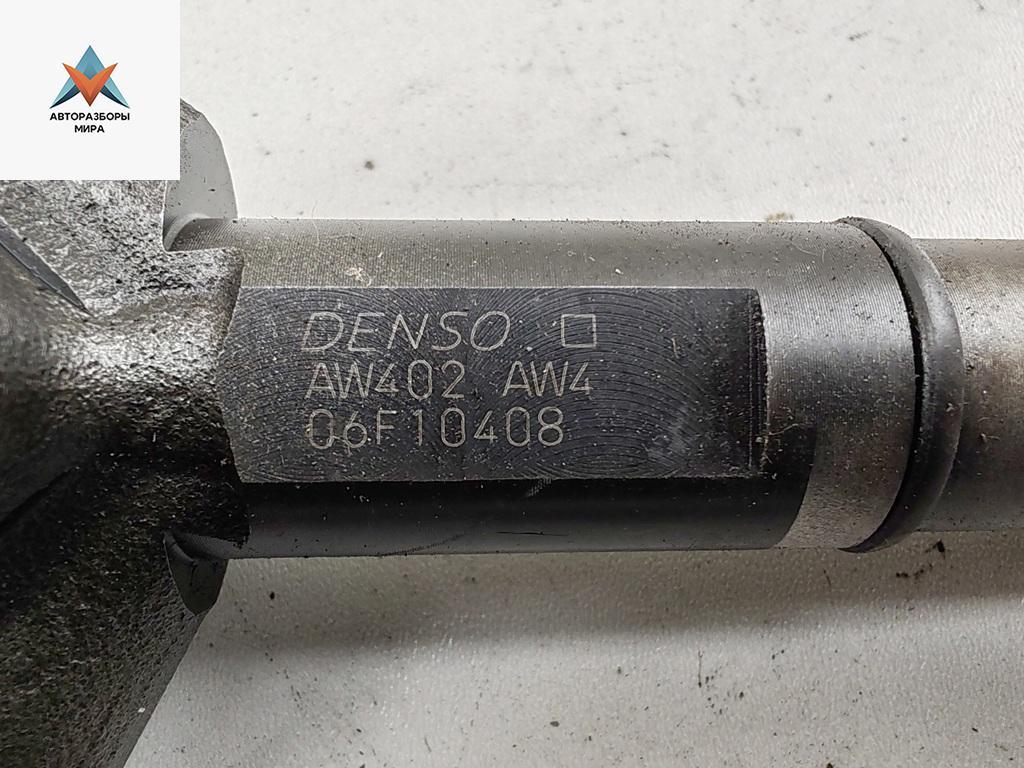 АВТОРАЗБОРЫ
МИРА
DENSO
AW402 AW4
06F10408